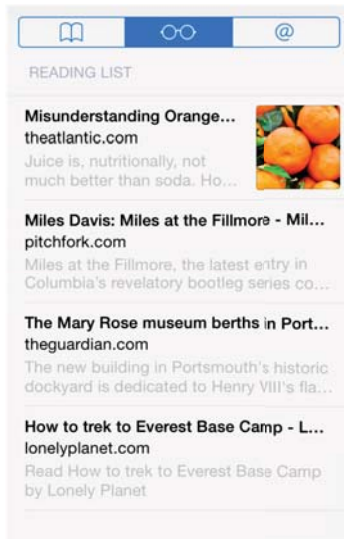 @
READING LIST
Misunderstanding Orange...
theatlantic.com
Juice is, nutritionally, not
much better than soda. Ho...
Miles Davis: Miles at the Fillmore - Mil...
pitchfork.com
Miles at the Fillmore, the latest entry in
Columbia's revelatory bootleg series co...
The Mary Rose museum berths in Port...
theguardian.com
The new building in Portsmouth's historic
dockyard is dedicated to Henry VIII's fla...
How to trek to Everest Base Camp - L...
lonelyplanet.com
Read How to trek to Everest Base Camp
by Lonely Planet